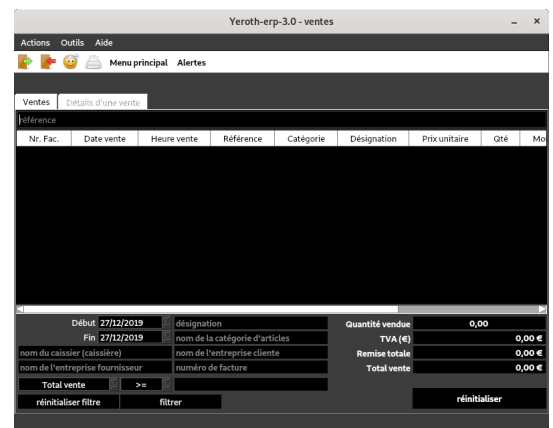 Yeroth-erp-3.0 - ventes
Actions Outils Aide
Menu principal Alertes
Ventes Détails d'une vente
référence
Nr. Fac. Date vente Heure vente Référence Catégorie Désignation Prix unitaire Qté Mo
Début 27/12/2019 désignation Quantité vendue 0,00
Fin 27/12/2019 nom de la catégorie d'articles TVA (€) 0,00 €
nom du caissier (caissière) nom de l'entreprise cliente Remise totale 0,00 €
nom de l'entreprise fournisseur numéro de facture Total vente 0,00 €
Total vente >=
réinitialiser filtre filtrer réinitialiser